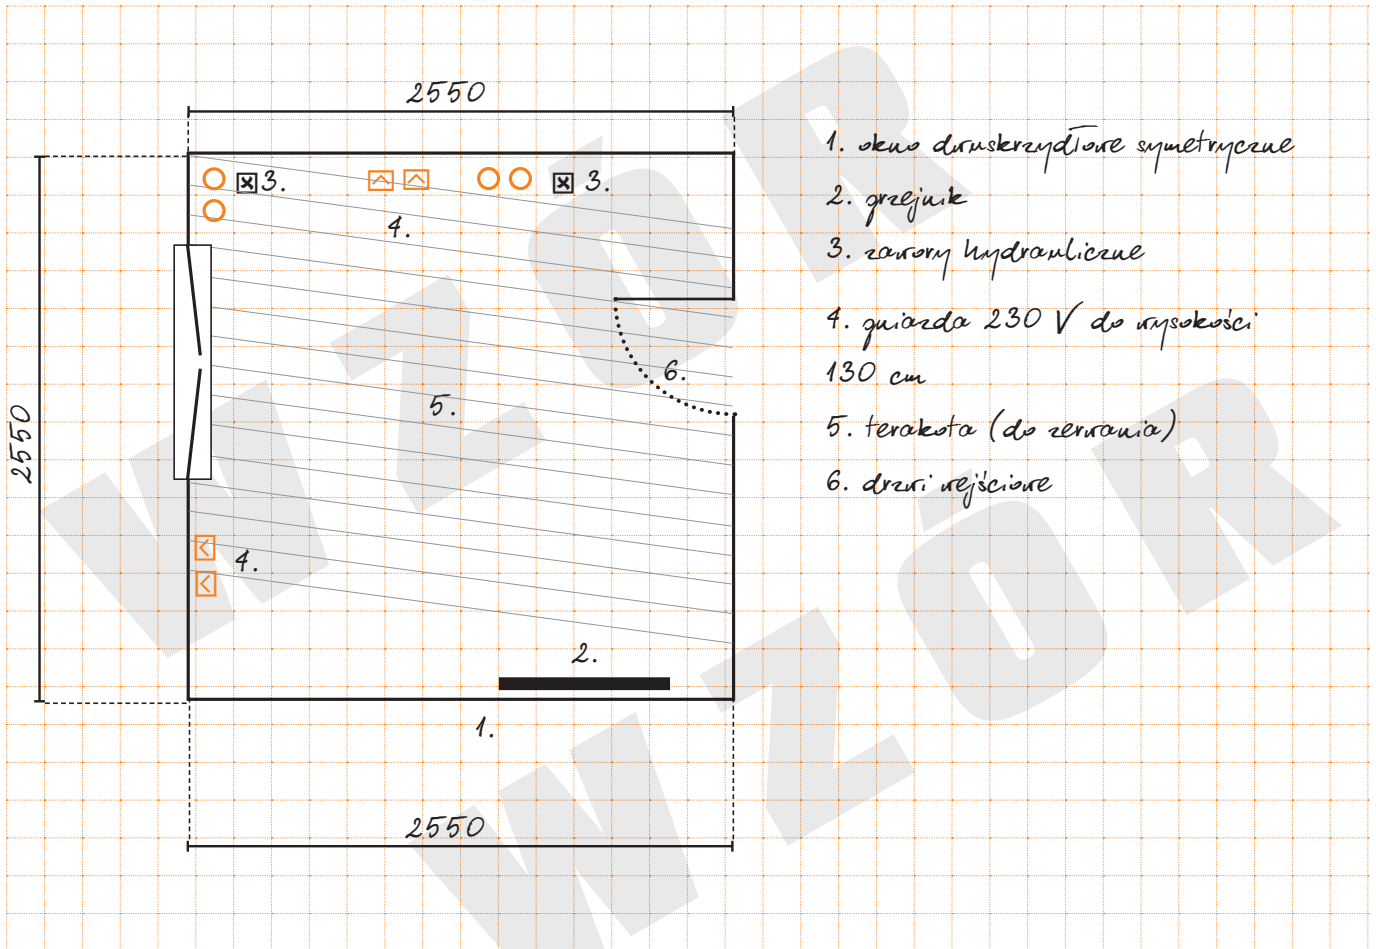 2550
1. okno dwuskrzydłowe symetryczne
3.
3.
2. grzejnik
4.
3. zawory hydrauliczne
4. gniazda 230 V do wysokości
130 cm
6.
5.
5. terakota (do zerwania)
2550
6. drzwi wejściowe
4.
2.
1.
2550
WZÓR
WZÓR